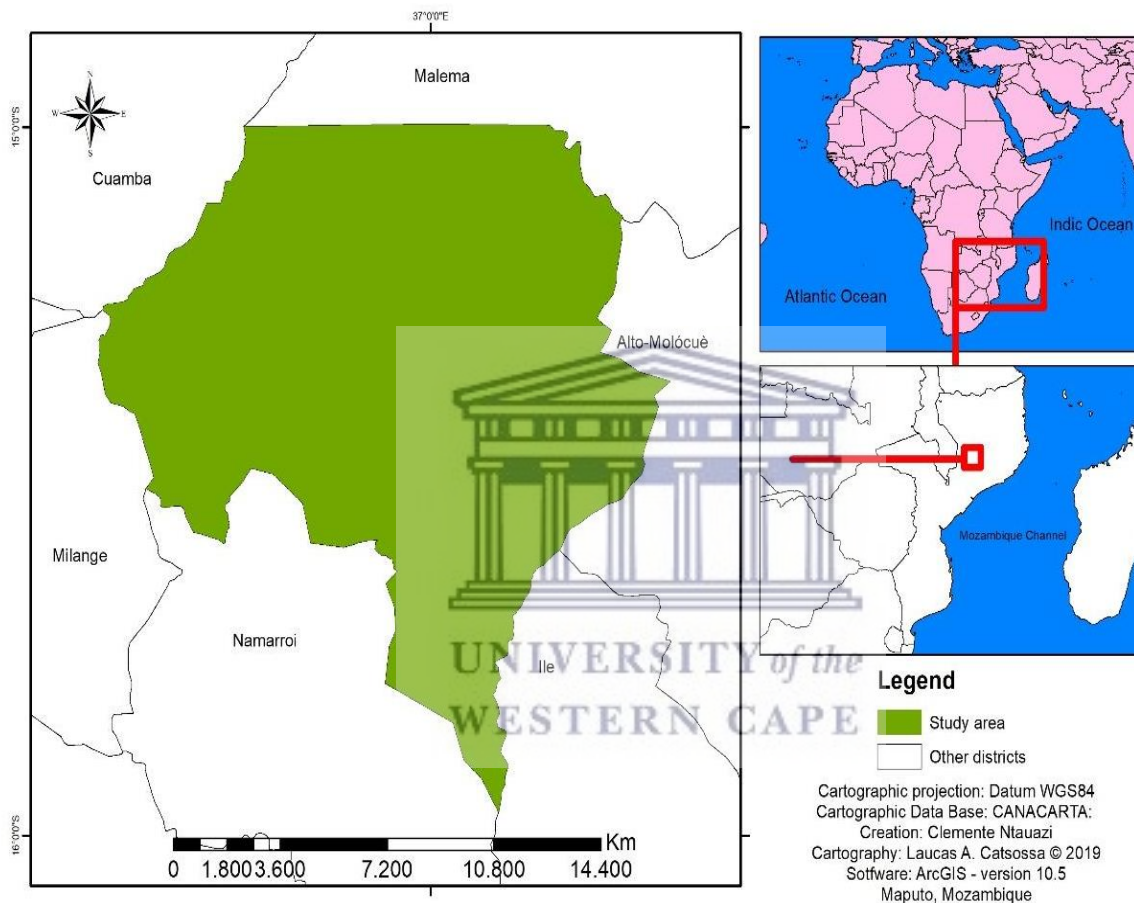 37°0'0"E
Malema
N
W E
S
15°0'0"S
Cuamba
Indic Ocean
Atlantic Ocean
Alto-Molócuè
Mozambique Channel
Milange
Namarroi
Ile
UNIVERSITY of the
WESTERN CAPE
16°0'0"S
Km
0 1.800 3.600 7.200 10.800 14.400
Legend
Study area
Other districts
Cartographic projection: Datum WGS84
Cartographic Data Base: CANACARTA:
Creation: Clemente Ntauazi
Cartography: Laucas A. Catsossa © 2019
Sotfware: ArcGIS - version 10.5
Maputo, Mozambique
37°0'0"E